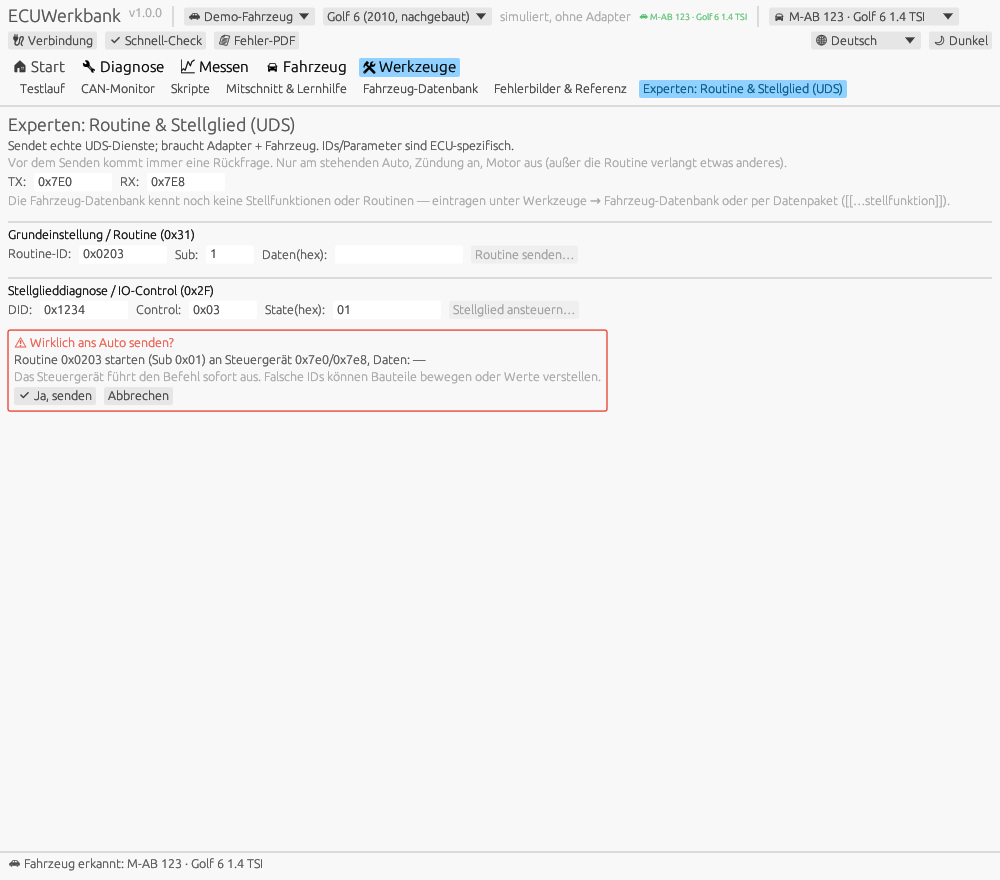 ECUWerkbank v1.0.0 Demo-Fahrzeug Golf 6 (2010, nachgebaut) simuliert, ohne Adapter M-AB 123 · Golf 6 1.4 TSI M-AB 123 · Golf 6 1.4 TSI
Verbindung Schnell-Check Fehler-PDF Deutsch Dunkel
Start Diagnose Messen Fahrzeug Werkzeuge
Testlauf CAN-Monitor Skripte Mitschnitt & Lernhilfe Fahrzeug-Datenbank Fehlerbilder & Referenz Experten: Routine & Stellglied (UDS)
Experten: Routine & Stellglied (UDS)
Sendet echte UDS-Dienste; braucht Adapter + Fahrzeug. IDs/Parameter sind ECU-spezifisch.
Vor dem Senden kommt immer eine Rückfrage. Nur am stehenden Auto, Zündung an, Motor aus (außer die Routine verlangt etwas anderes).
TX: 0x7E0 RX: 0x7E8
Die Fahrzeug-Datenbank kennt noch keine Stellfunktionen oder Routinen — eintragen unter Werkzeuge → Fahrzeug-Datenbank oder per Datenpaket ([[…stellfunktion]]).
Grundeinstellung / Routine (0x31)
Routine-ID: 0x0203 Sub: 1 Daten(hex): Routine senden…
Stellglieddiagnose / IO-Control (0x2F)
DID: 0x1234 Control: 0x03 State(hex): 01 Stellglied ansteuern…
⚠ Wirklich ans Auto senden?
Routine 0x0203 starten (Sub 0x01) an Steuergerät 0x7e0/0x7e8, Daten: —
Das Steuergerät führt den Befehl sofort aus. Falsche IDs können Bauteile bewegen oder Werte verstellen.
✓ Ja, senden Abbrechen
Fahrzeug erkannt: M-AB 123 · Golf 6 1.4 TSI